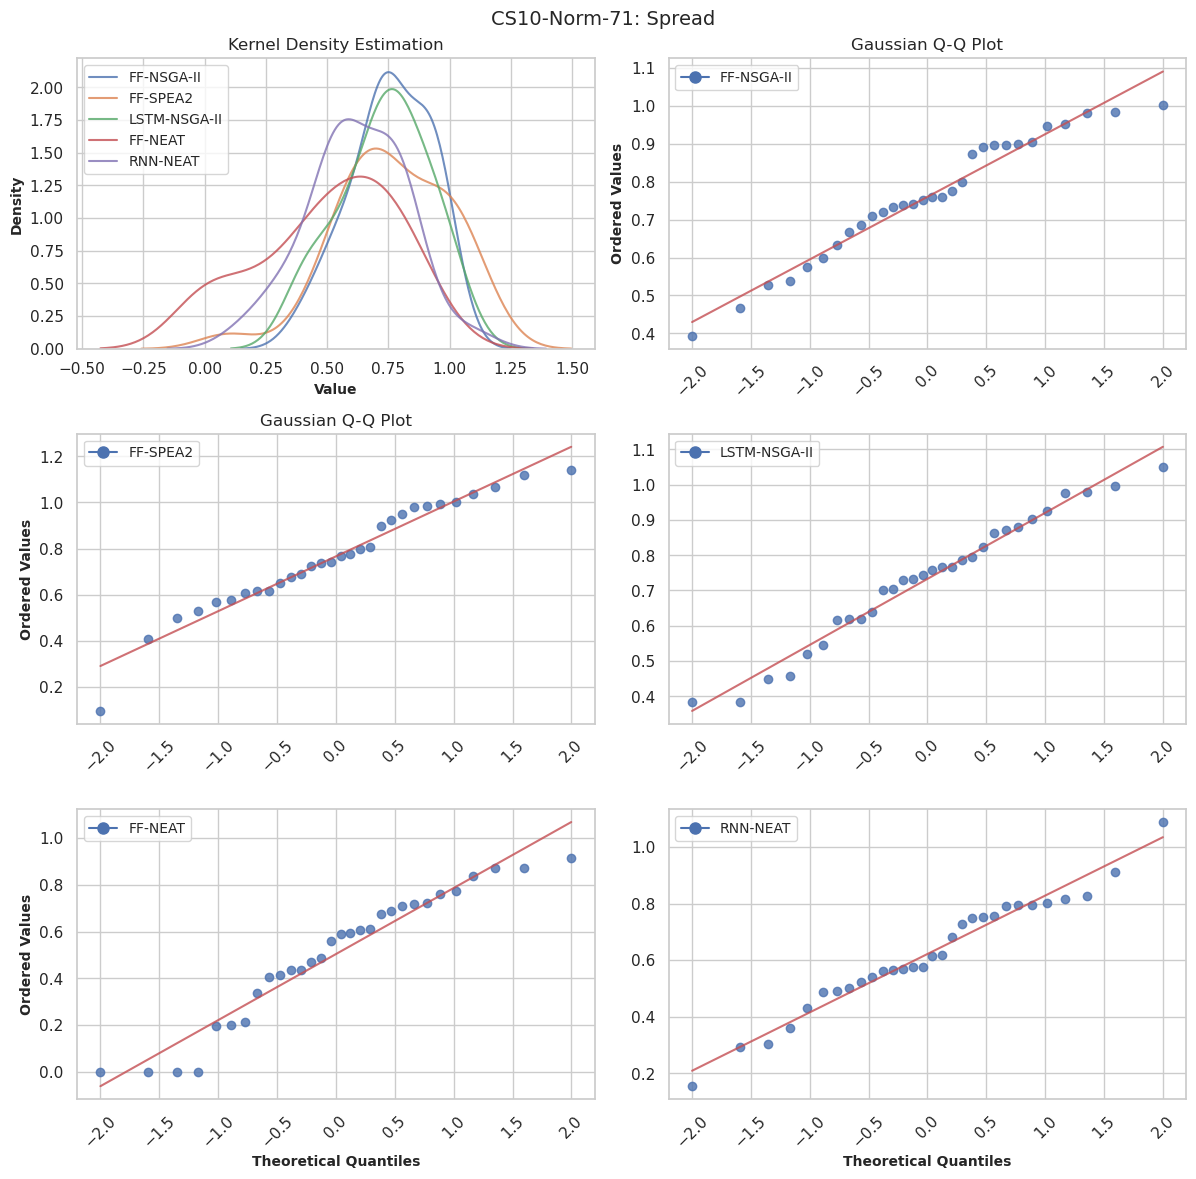 CS10-Norm-71: Spread
Kernel Density Estimation
FF-NSGA-II
FF-SPEA2
LSTM-NSGA-II
FF-NEAT
RNN-NEAT
2.00
1.75
1.50
1.25
1.00
0.75
0.50
0.25
0.00
Density
−0.50 −0.25 0.00 0.25 0.50 0.75 1.00 1.25 1.50
Value
Gaussian Q-Q Plot
FF-NSGA-II
1.1
1.0
0.9
0.8
0.7
0.6
0.5
0.4
Ordered Values
−2.0 −1.5 −1.0 −0.5 0.0 0.5 1.0 1.5 2.0
Gaussian Q-Q Plot
FF-SPEA2
1.2
1.0
0.8
0.6
0.4
0.2
Ordered Values
−2.0 −1.5 −1.0 −0.5 0.0 0.5 1.0 1.5 2.0
LSTM-NSGA-II
1.1
1.0
0.9
0.8
0.7
0.6
0.5
0.4
−2.0 −1.5 −1.0 −0.5 0.0 0.5 1.0 1.5 2.0
FF-NEAT
1.0
0.8
0.6
0.4
0.2
0.0
Ordered Values
−2.0 −1.5 −1.0 −0.5 0.0 0.5 1.0 1.5 2.0
Theoretical Quantiles
RNN-NEAT
1.0
0.8
0.6
0.4
0.2
−2.0 −1.5 −1.0 −0.5 0.0 0.5 1.0 1.5 2.0
Theoretical Quantiles